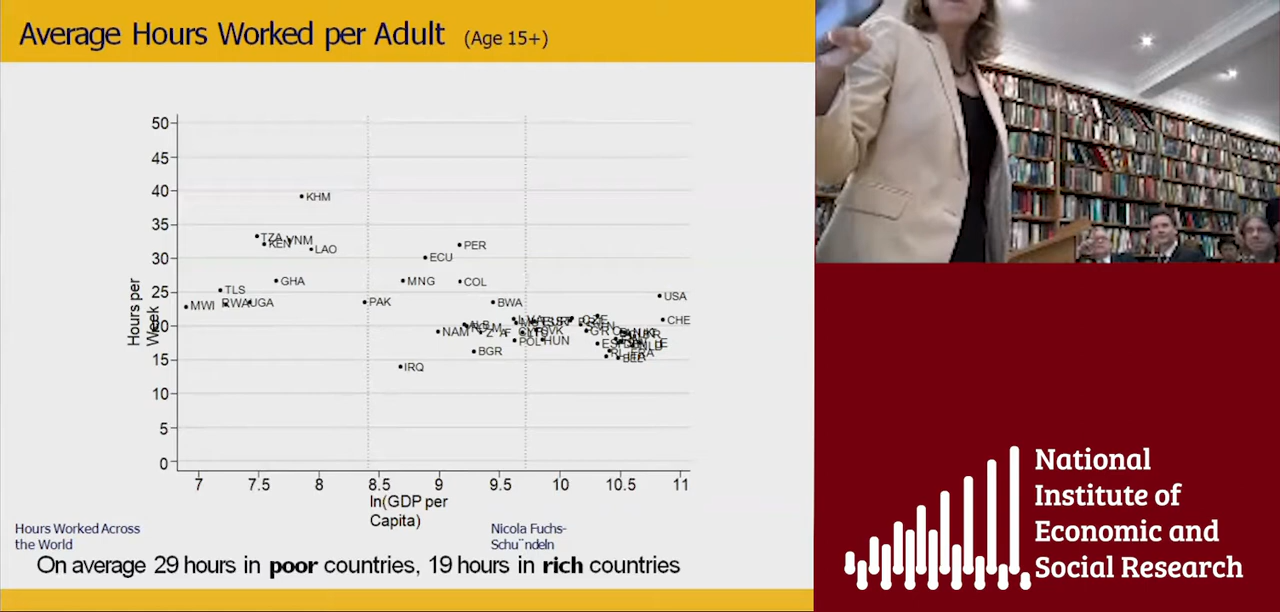 Average Hours Worked per Adult (Age 15+)
50
45
40
35
30
25
20
15
10
5
0
Hours per
Week
KHM
TZA
KEN
VNM
LAO
PER
ECU
GHA
MNG
COL
TLS
USA
MWI
RWA
UGA
PAK
BWA
CHE
NAM
POL
HUN
BGR
IRQ
7 7.5 8 8.5 9 9.5 10 10.5 11
ln(GDP per
Capita)
Hours Worked Across
the World
Nicola Fuchs-
Schu¨ndeln
On average 29 hours in poor countries, 19 hours in rich countries
National
Institute of
Economic and
Social Research